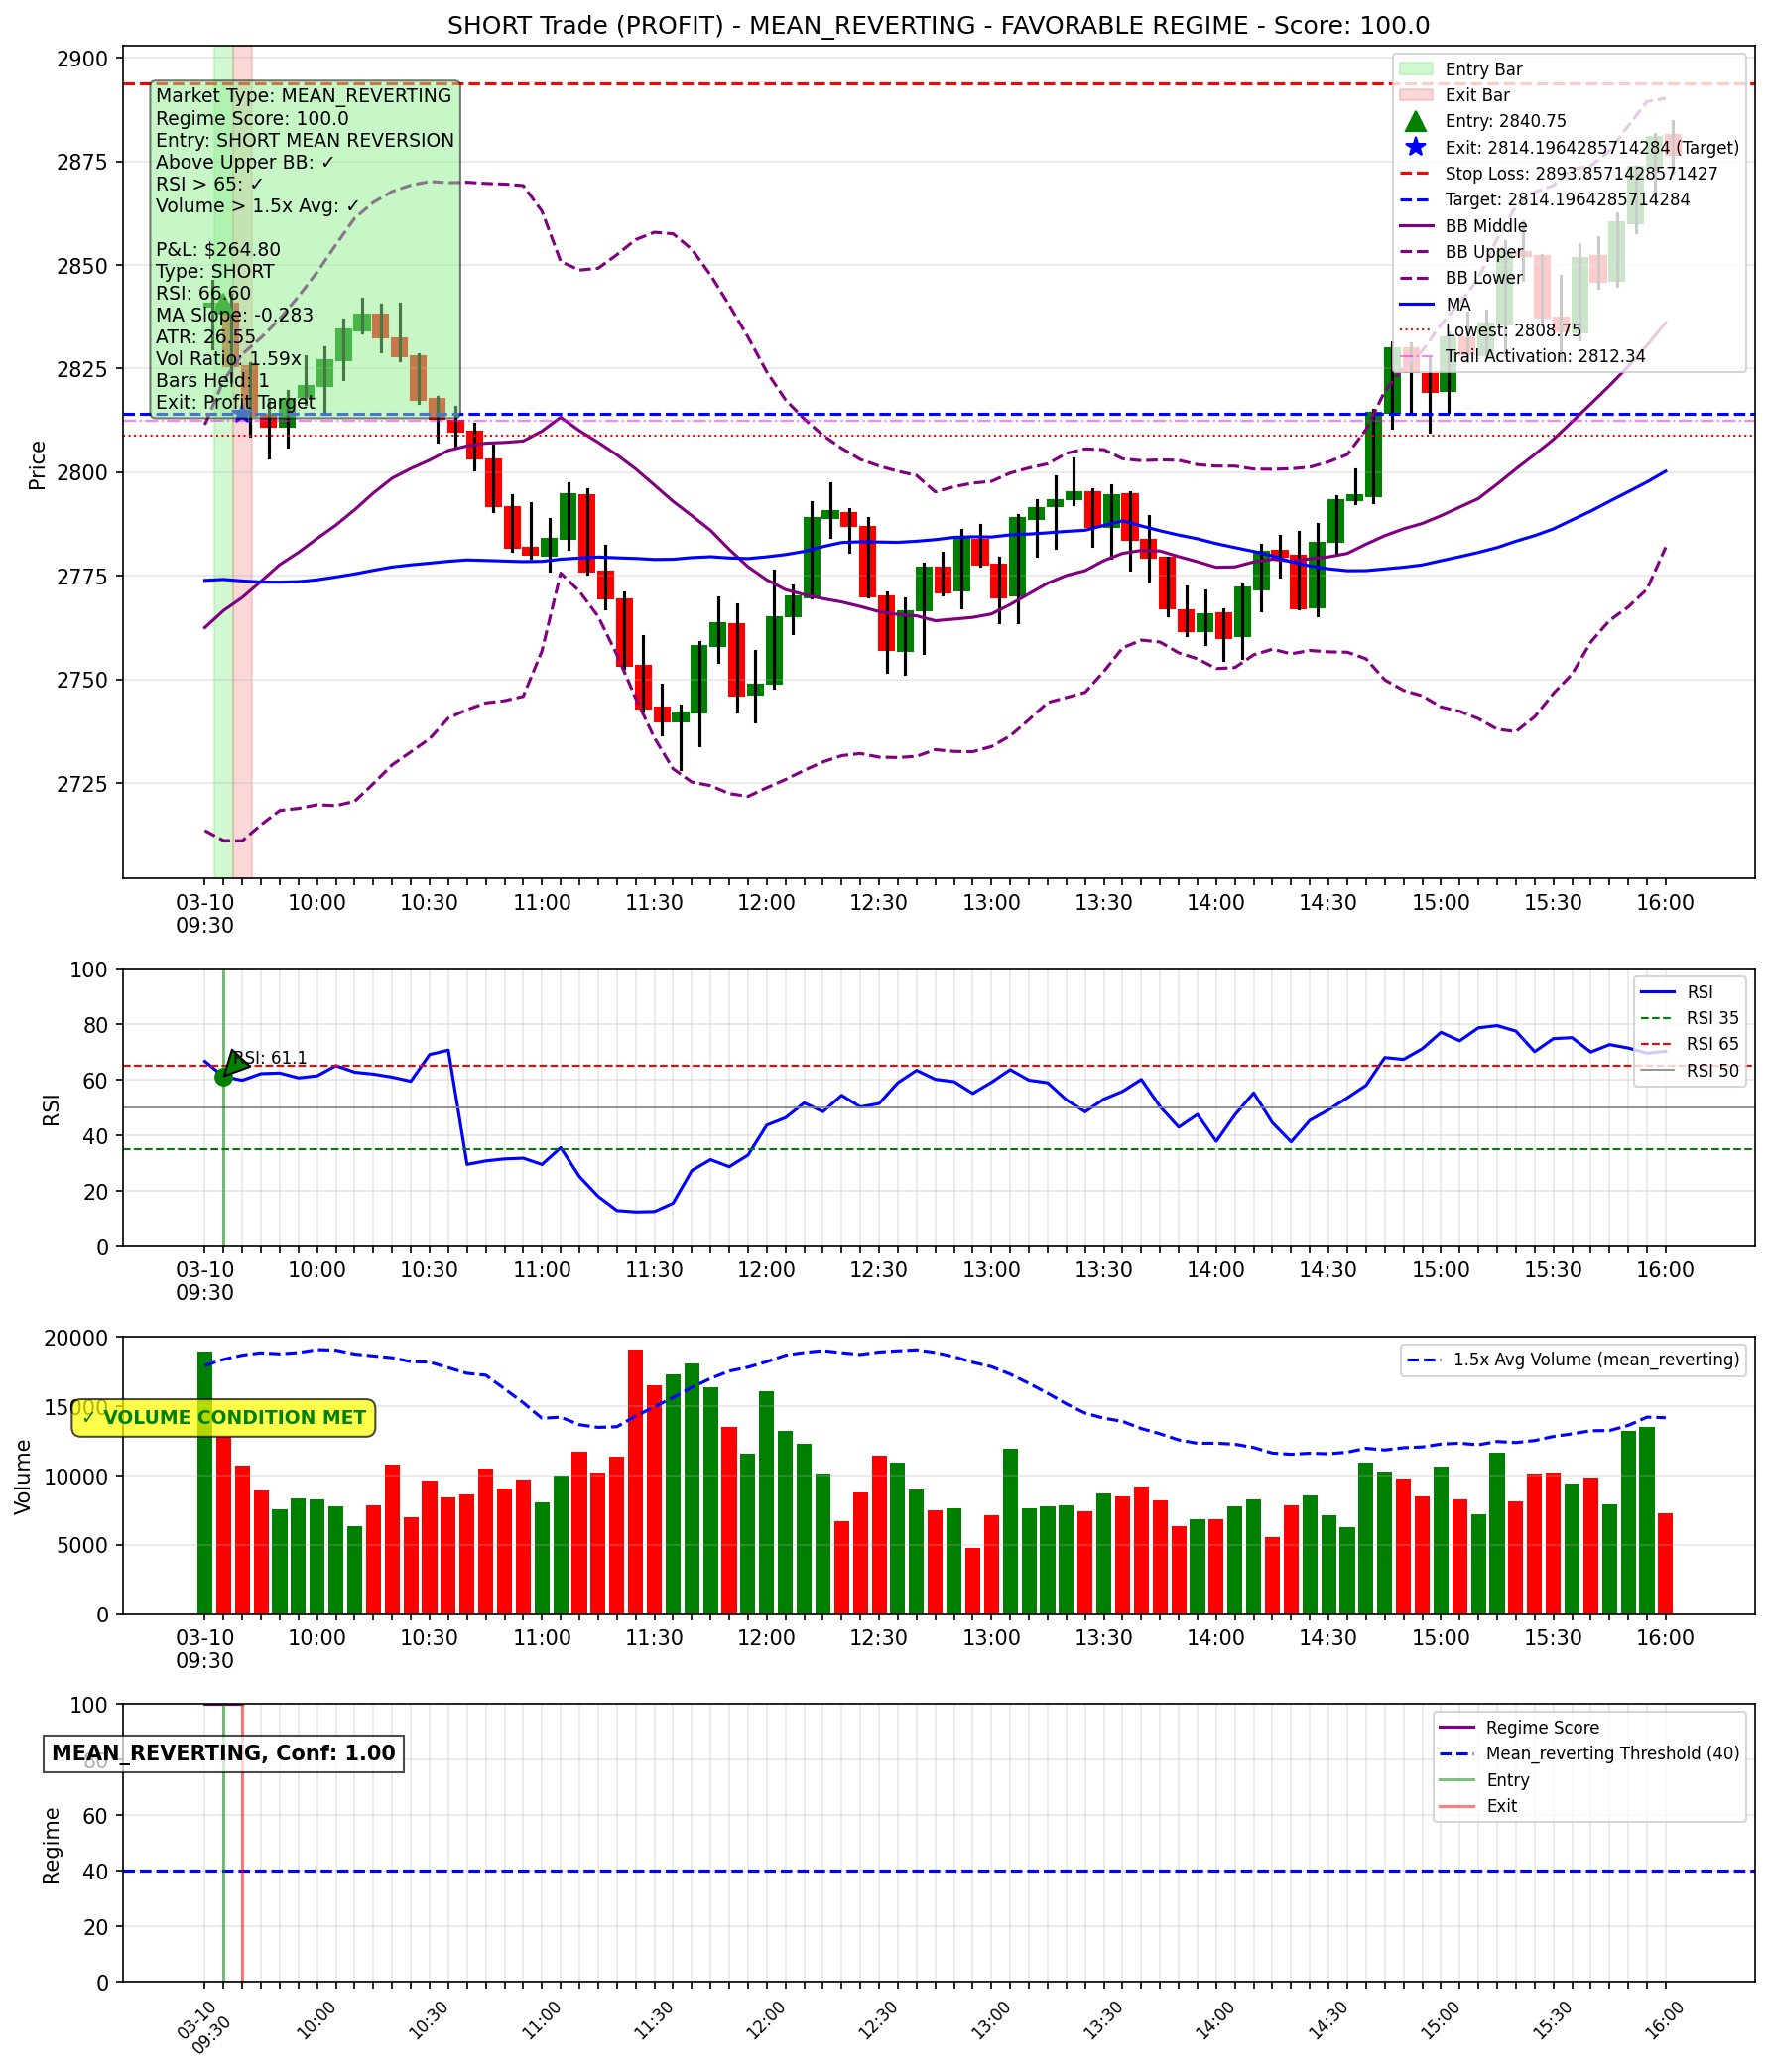 SHORT Trade (PROFIT) - MEAN_REVERTING - FAVORABLE REGIME - Score: 100.0
Price
2900
2875
2850
2825
2800
2775
2750
2725
Market Type: MEAN_REVERTING
Regime Score: 100.0
Entry: SHORT MEAN REVERSION
Above Upper BB: ✓
RSI > 65: ✓
Volume > 1.5x Avg: ✓
P&L: $264.80
Type: SHORT
RSI: 66.60
MA Slope: -0.283
ATR: 26.55
Vol Ratio: 1.59x
Bars Held: 1
Exit: Profit Target
Entry Bar
Exit Bar
Entry: 2840.75
Exit: 2814.1964285714284 (Target)
Stop Loss: 2893.8571428571427
Target: 2814.1964285714284
BB Middle
BB Upper
BB Lower
MA
Lowest: 2808.75
Trail Activation: 2812.34
03-10
09:30 10:00 10:30 11:00 11:30 12:00 12:30 13:00 13:30 14:00 14:30 15:00 15:30 16:00
RSI
100
80
60
40
20
0
RSI: 61.1
RSI
RSI 35
RSI 65
RSI 50
03-10
09:30 10:00 10:30 11:00 11:30 12:00 12:30 13:00 13:30 14:00 14:30 15:00 15:30 16:00
Volume
20000
15000
10000
5000
0
✓ VOLUME CONDITION MET
1.5x Avg Volume (mean_reverting)
03-10
09:30 10:00 10:30 11:00 11:30 12:00 12:30 13:00 13:30 14:00 14:30 15:00 15:30 16:00
Regime
100
80
60
40
20
0
MEAN_REVERTING, Conf: 1.00
Regime Score
Mean_reverting Threshold (40)
Entry
Exit
03-10
09:30 10:00 10:30 11:00 11:30 12:00 12:30 13:00 13:30 14:00 14:30 15:00 15:30 16:00